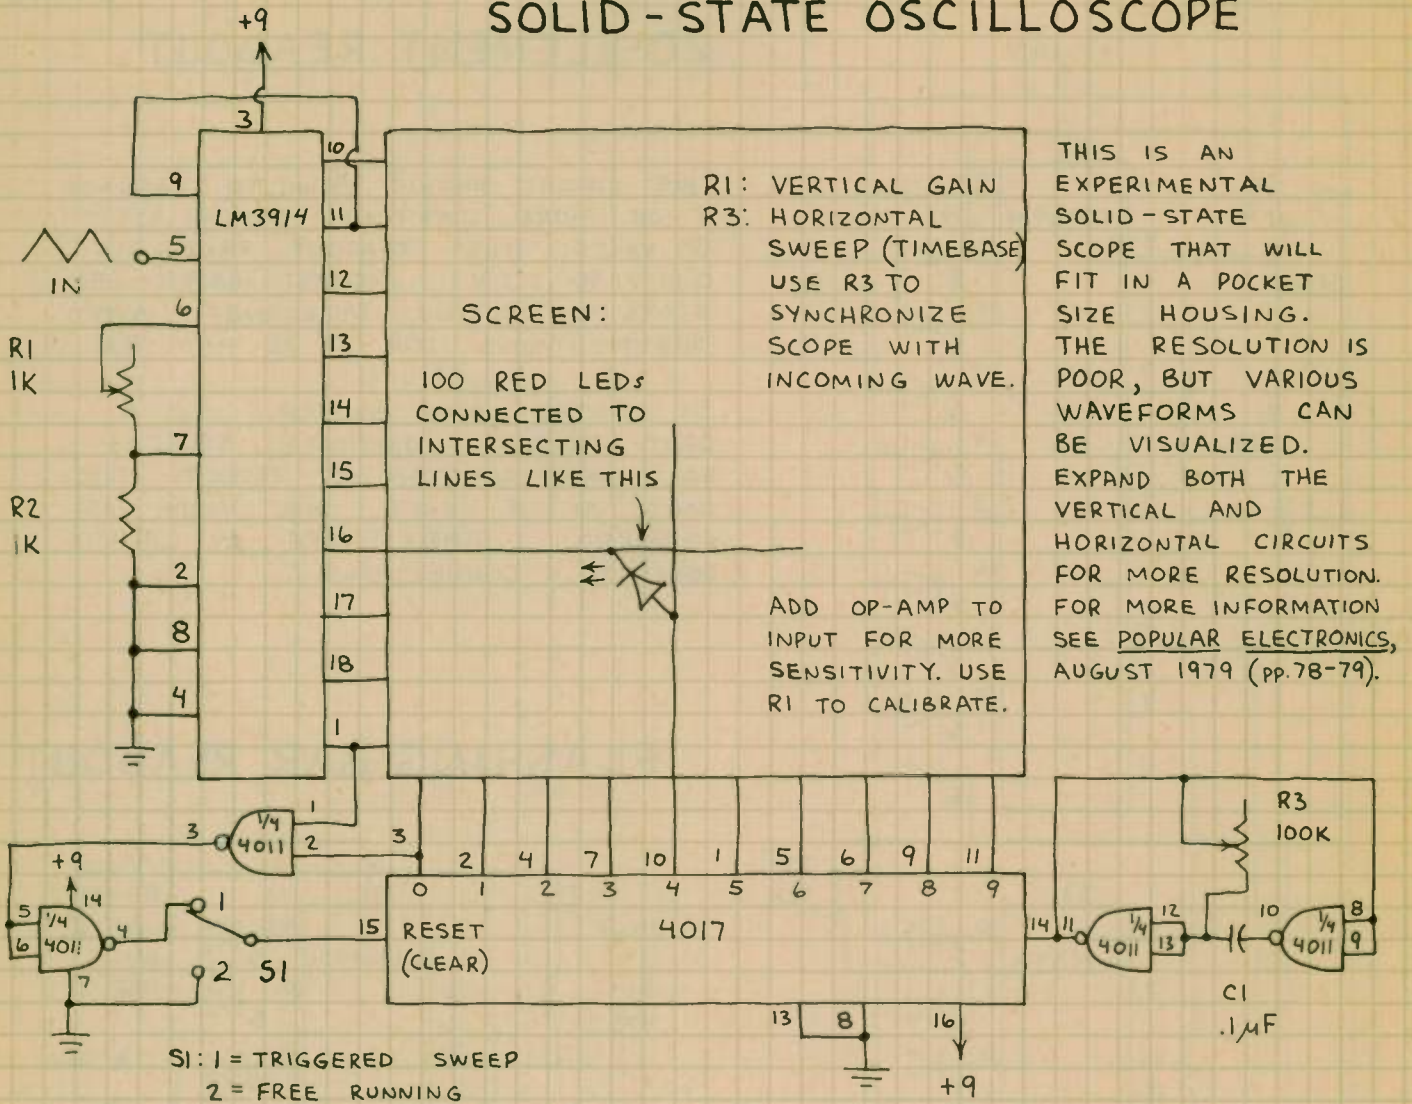 SOLID-STATE OSCILLOSCOPE
+9
3
9
LM3914
5
IN
6
R1
1K
7
R2
1K
2
8
4
10
11
12
13
14
15
16
17
18
1
SCREEN:
100 RED LEDs
CONNECTED TO
INTERSECTING
LINES LIKE THIS
R1: VERTICAL GAIN
R3: HORIZONTAL
SWEEP (TIMEBASE)
USE R3 TO
SYNCHRONIZE
SCOPE WITH
INCOMING WAVE.
ADD OP-AMP TO
INPUT FOR MORE
SENSITIVITY. USE
R1 TO CALIBRATE.
THIS IS AN
EXPERIMENTAL
SOLID-STATE
SCOPE THAT WILL
FIT IN A POCKET
SIZE HOUSING.
THE RESOLUTION IS
POOR, BUT VARIOUS
WAVEFORMS CAN
BE VISUALIZED.
EXPAND BOTH THE
VERTICAL AND
HORIZONTAL CIRCUITS
FOR MORE RESOLUTION.
FOR MORE INFORMATION
SEE POPULAR ELECTRONICS,
AUGUST 1979 (PP.78-79).
3 1/4 4011 1 2
+9
14
5 6 1/4 4011 4
7
1
2 S1
S1: 1 = TRIGGERED SWEEP
2 = FREE RUNNING
3 2 4 7 10 1 5 6 9 11
0 1 2 3 4 5 6 7 8 9
15 RESET 4017 14
(CLEAR)
13 8 16
+9
R3
100K
11 1/4 4011 12 13
10 1/4 4011 8 9
C1
.1µF